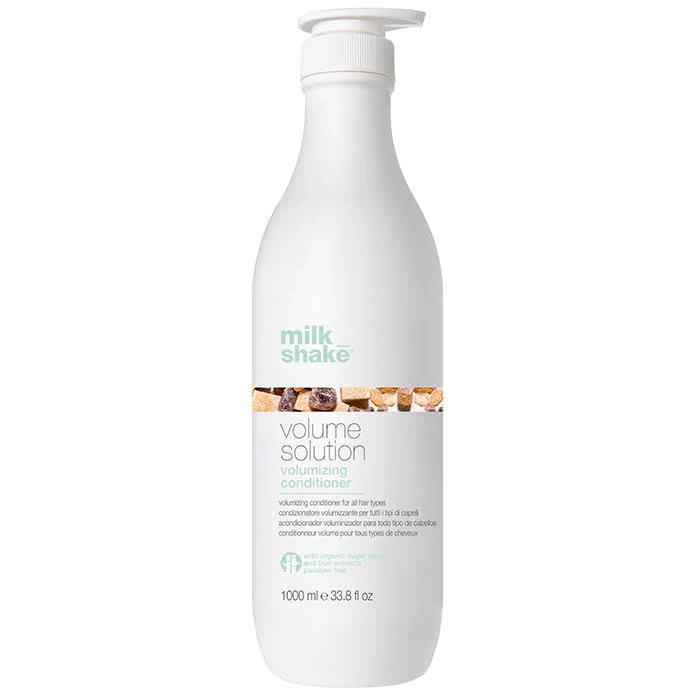 milk
shake®
volume
solution
volumizing
conditioner
volumizing conditioner for all hair types
condizionatore volumizzante per tutti i tipi di capelli
acondicionador voluminizador para todo tipo de cabellos
conditionneur volume pour tous types de cheveux
with organic sugar
and fruit extracts
paraben free
1000 ml e 33.8 fl oz